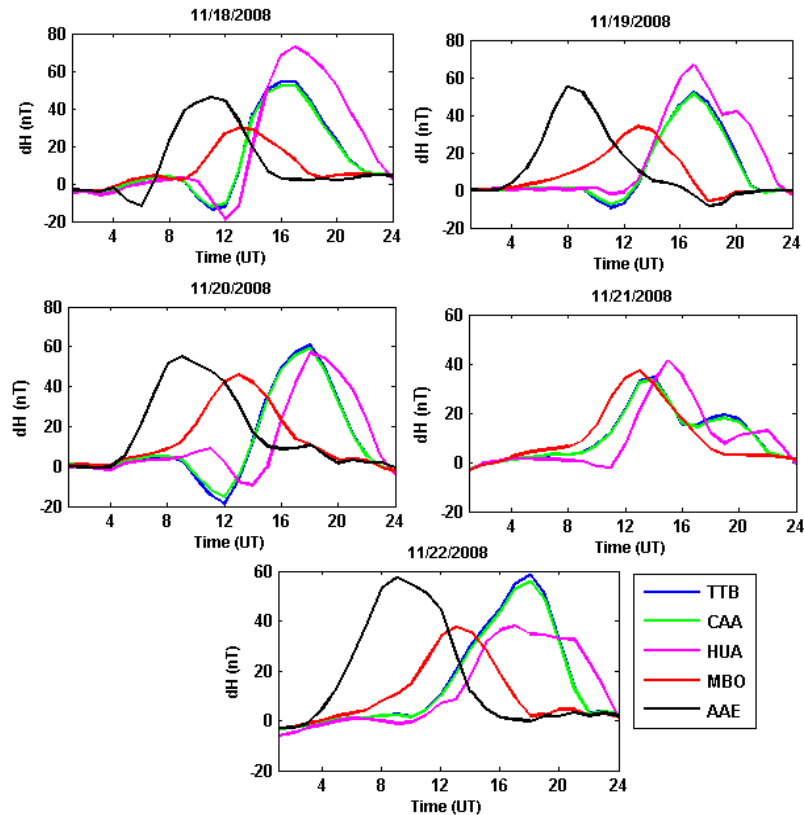 11/18/2008
80
60
40
20
0
-20
dH (nT)
4 8 12 16 20 24
Time (UT)
11/19/2008
80
60
40
20
0
-20
dH (nT)
4 8 12 16 20 24
Time (UT)
11/20/2008
80
60
40
20
0
-20
dH (nT)
4 8 12 16 20 24
Time (UT)
11/21/2008
60
40
20
0
-20
dH (nT)
4 8 12 16 20 24
Time (UT)
11/22/2008
60
40
20
0
-20
dH (nT)
4 8 12 16 20 24
Time (UT)
TTB
CAA
HUA
MBO
AAE